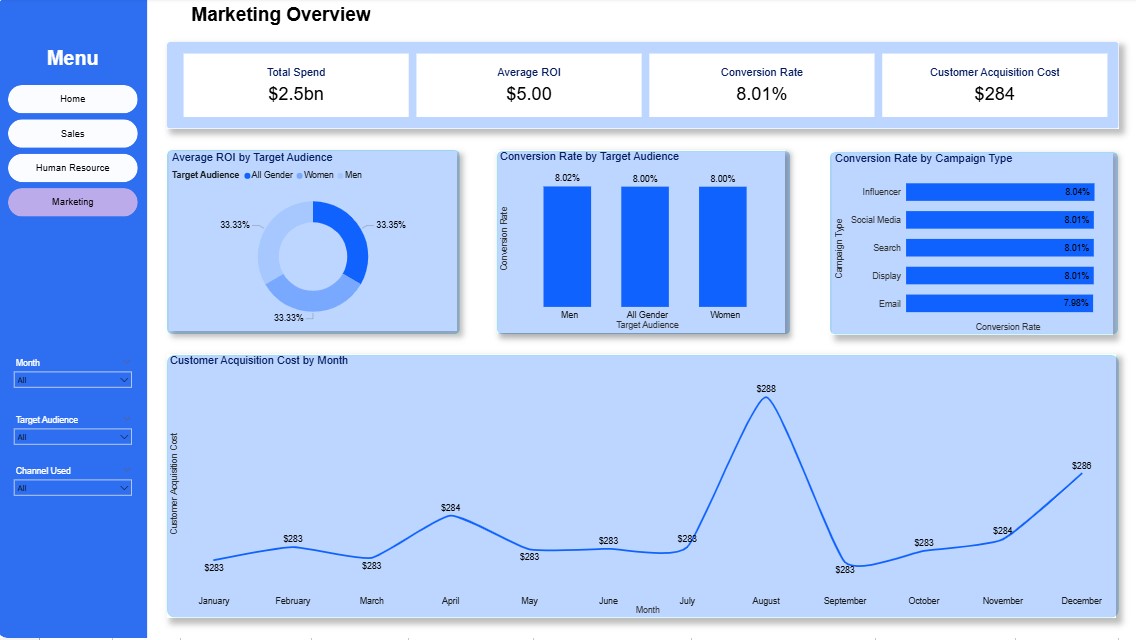 Marketing Overview
Menu
Home
Sales
Human Resource
Marketing
Month
All
Target Audience
All
Channel Used
All
Total Spend
$2.5bn
Average ROI
$5.00
Conversion Rate
8.01%
Customer Acquisition Cost
$284
Average ROI by Target Audience
Target Audience All Gender Women Men
33.33%
33.35%
33.33%
Conversion Rate by Target Audience
Conversion Rate
8.02%
8.00%
8.00%
Men
All Gender
Women
Target Audience
Conversion Rate by Campaign Type
Campaign Type
Influencer
8.04%
Social Media
8.01%
Search
8.01%
Display
8.01%
Email
7.98%
Conversion Rate
Customer Acquisition Cost by Month
Customer Acquisition Cost
$283
$283
$283
$284
$283
$283
$283
$288
$283
$283
$284
$286
January
February
March
April
May
June
July
August
September
October
November
December
Month